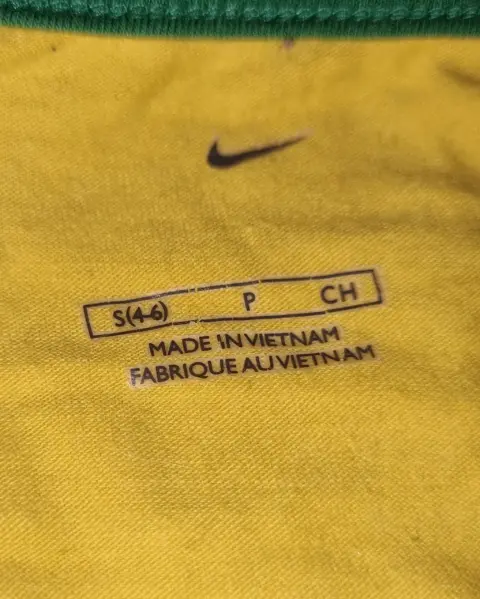 S(4-6) P CH
MADE IN VIETNAM
FABRIQUE AU VIETNAM